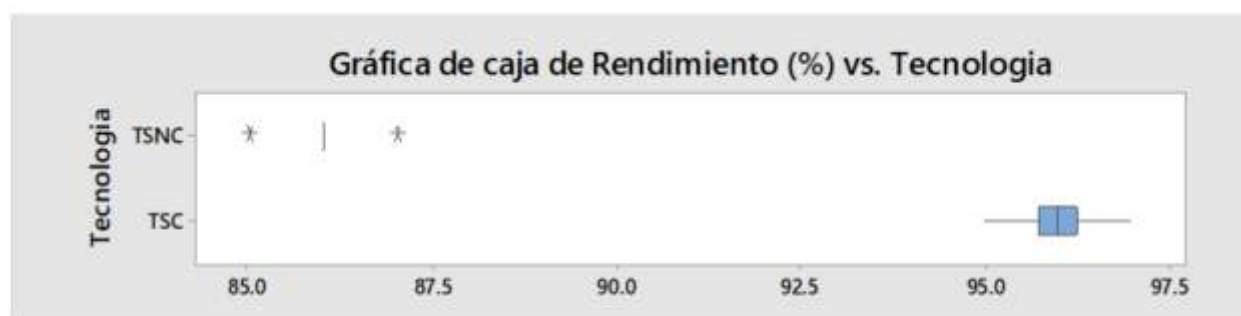 Gráfica de caja de Rendimiento (%) vs. Tecnologia
Tecnologia
TSNC
TSC
85.0 87.5 90.0 92.5 95.0 97.5